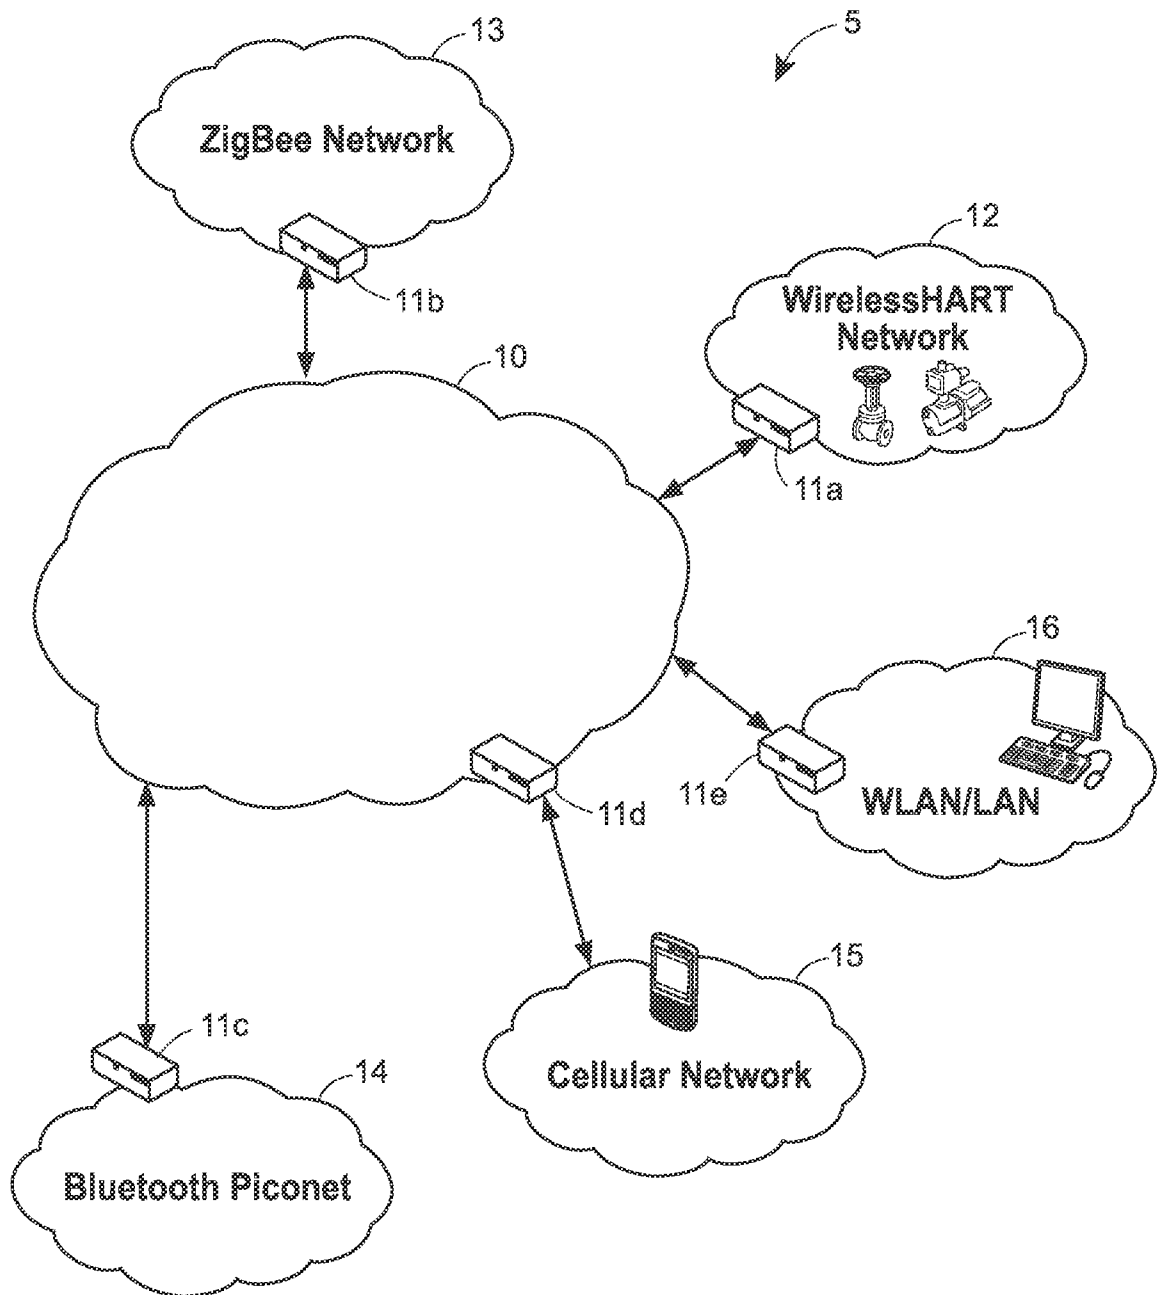 13
5
ZigBee Network
11b
12
WirelessHART
Network
11a
10
16
11e
WLAN/LAN
11d
15
Cellular Network
11c
14
Bluetooth Piconet